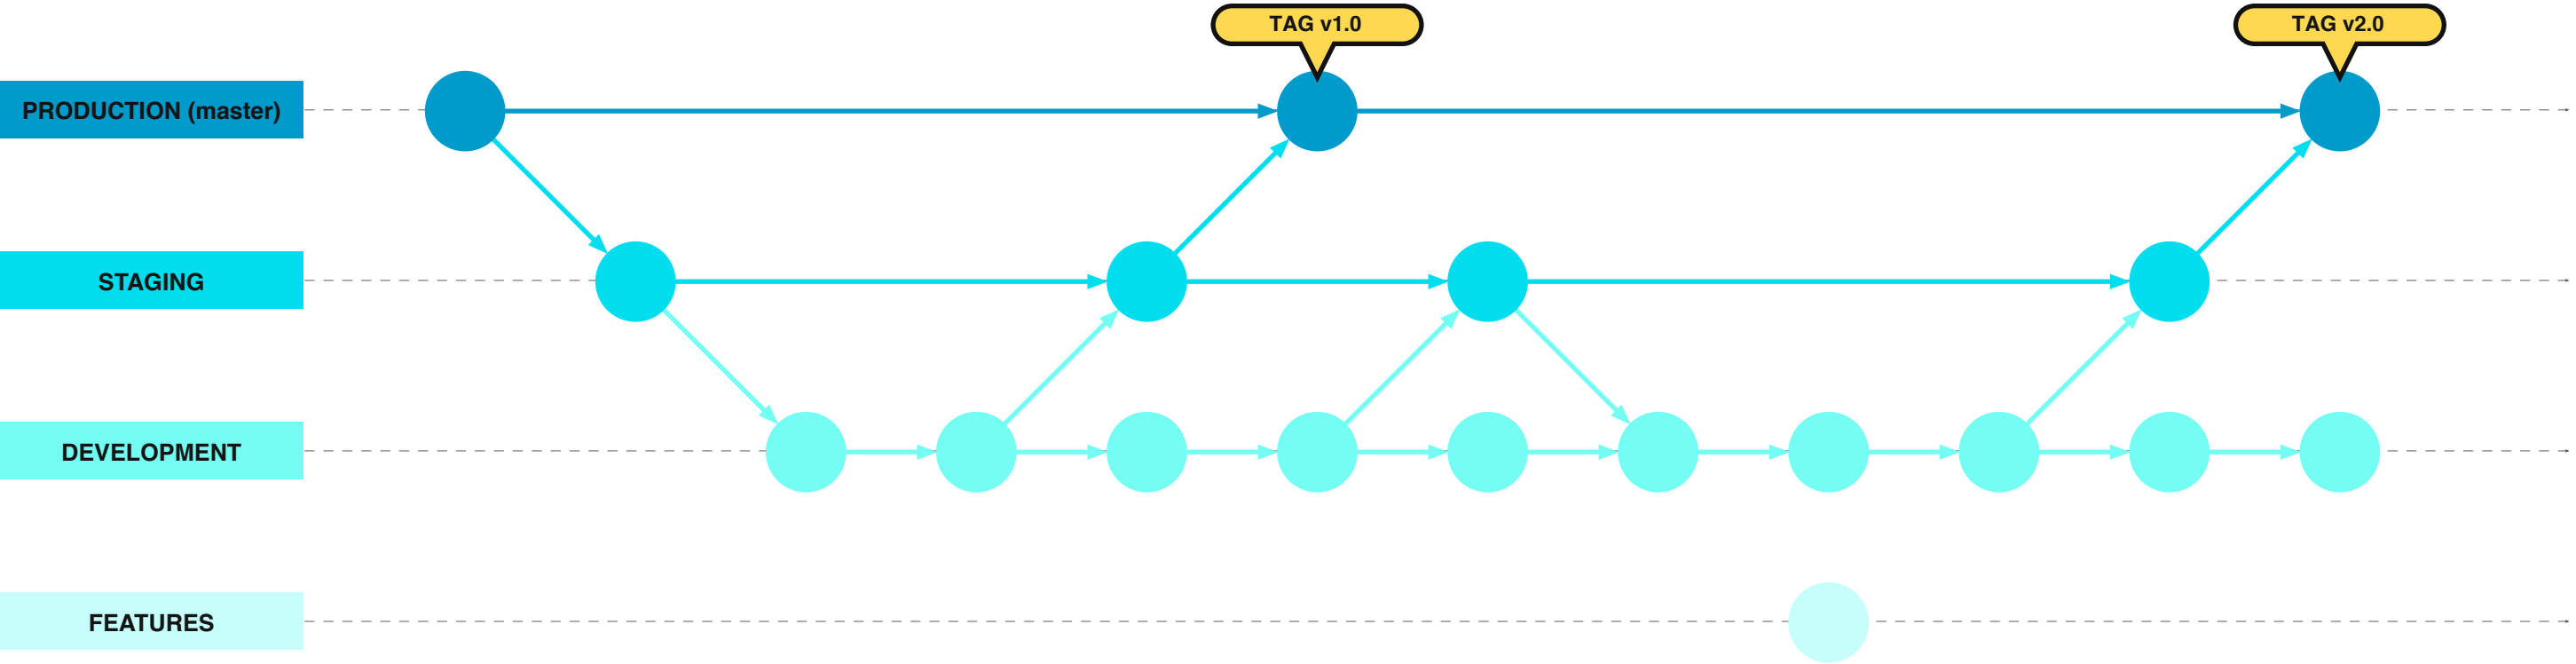 TAG v1.0
TAG v2.0
PRODUCTION (master)
STAGING
DEVELOPMENT
FEATURES